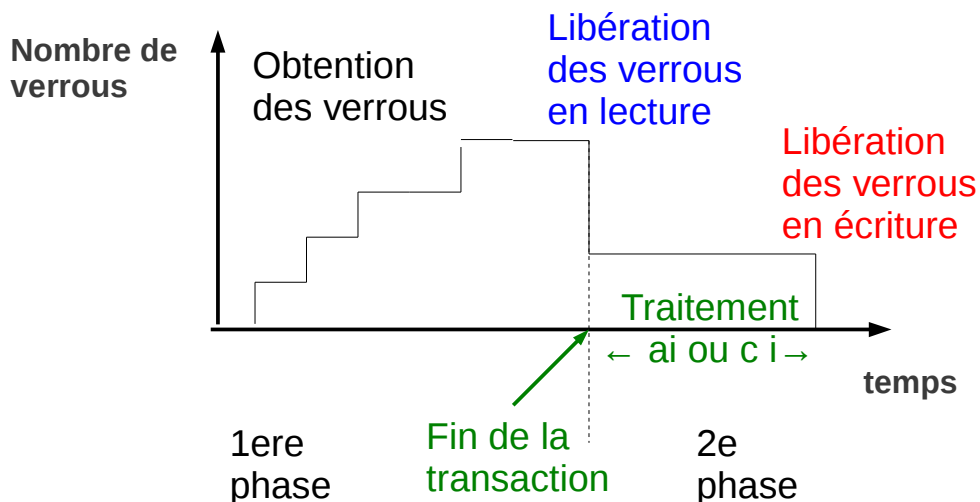 Nombre de
verrous
Obtention
des verrous
Libération
des verrous
en lecture
Libération
des verrous
en écriture
Traitement
← ai ou c i→
temps
1ere
phase
Fin de la
transaction
2e
phase